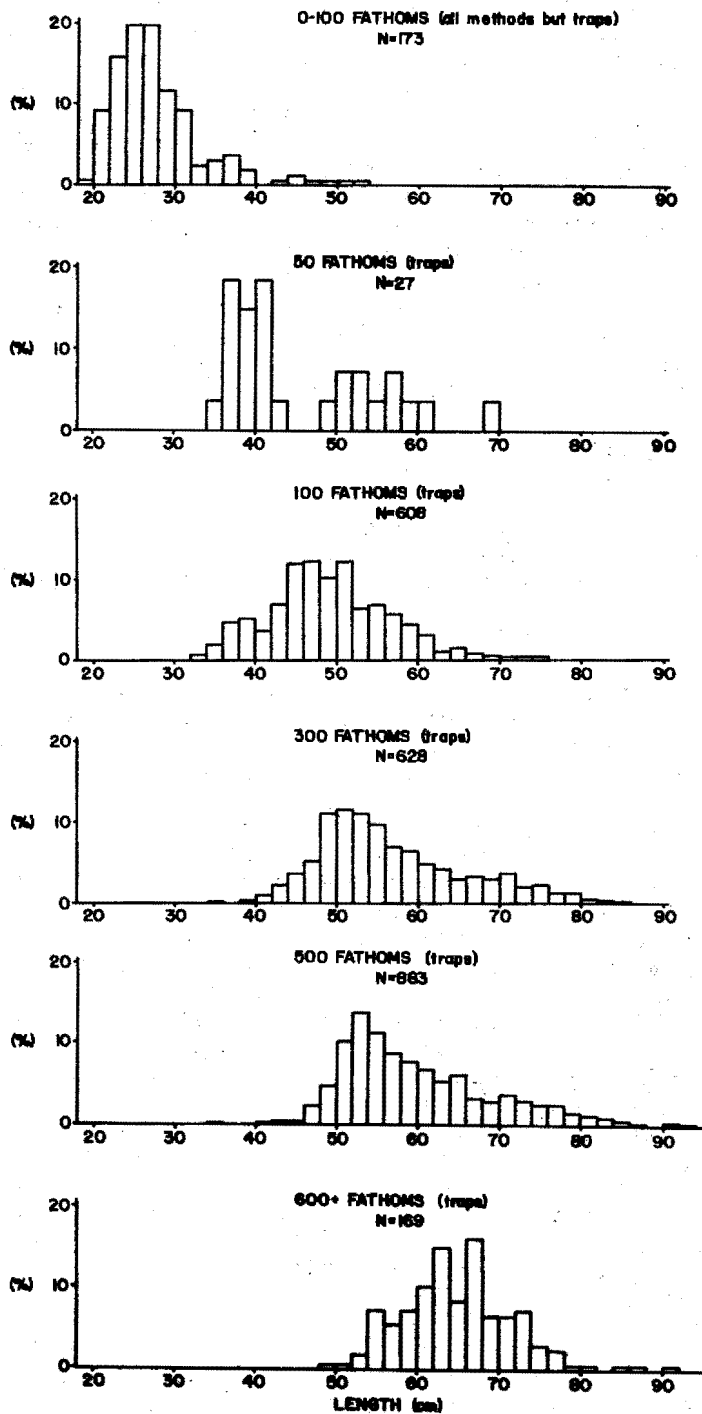 0-100 FATHOMS (all methods but traps)
N=173
20
(%) 10
0
20 30 40 50 60 70 80 90
50 FATHOMS (traps)
N=27
20
(%) 10
0
20 30 40 50 60 70 80 90
100 FATHOMS (traps)
N=608
20
(%) 10
0
20 30 40 50 60 70 80 90
300 FATHOMS (traps)
N=628
20
(%) 10
0
20 30 40 50 60 70 80 90
500 FATHOMS (traps)
N=883
20
(%) 10
0
20 30 40 50 60 70 80 90
600+ FATHOMS (traps)
N=169
20
(%) 10
0
20 30 40 50 60 70 80 90
LENGTH (cm)